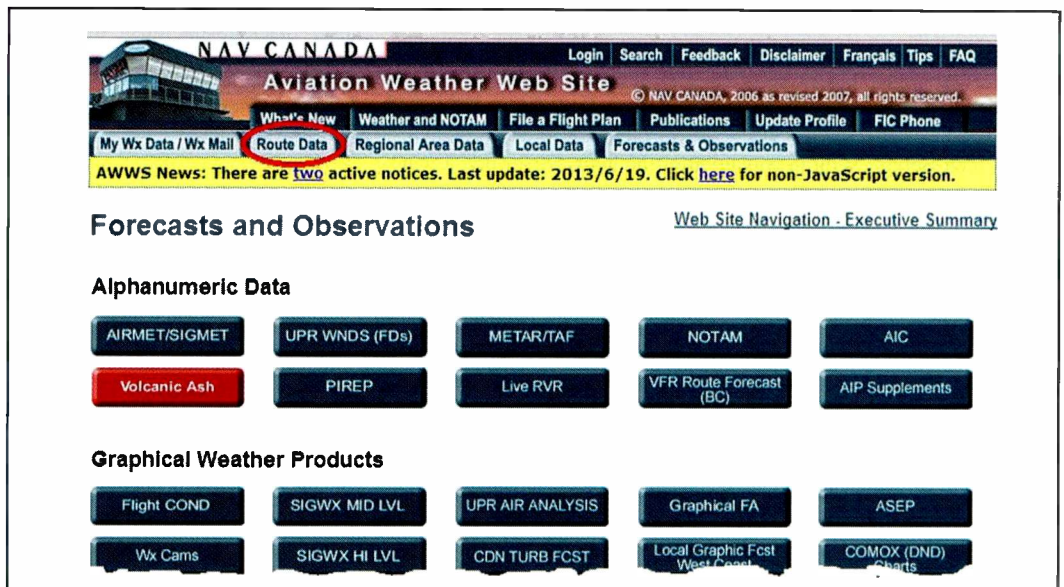 NAV CANADA
Login Search Feedback Disclaimer Français Tips FAQ
Aviation Weather Web Site
© NAV CANADA, 2006 as revised 2007, all rights reserved.
What's New Weather and NOTAM File a Flight Plan Publications Update Profile FIC Phone
My Wx Data / Wx Mail Route Data Regional Area Data Local Data Forecasts & Observations
AWWS News: There are two active notices. Last update: 2013/6/19. Click here for non-JavaScript version.
Forecasts and Observations
Web Site Navigation - Executive Summary
Alphanumeric Data
AIRMET/SIGMET UPR WNDS (FDs) METAR/TAF NOTAM AIC
Volcanic Ash PIREP Live RVR VFR Route Forecast (BC) AIP Supplements
Graphical Weather Products
Flight COND SIGWX MID LVL UPR AIR ANALYSIS Graphical FA ASEP
Wx Cams SIGWX HI LVL CDN TURB FCST Local Graphic Fcst West Coast COMOX (DND) Charts